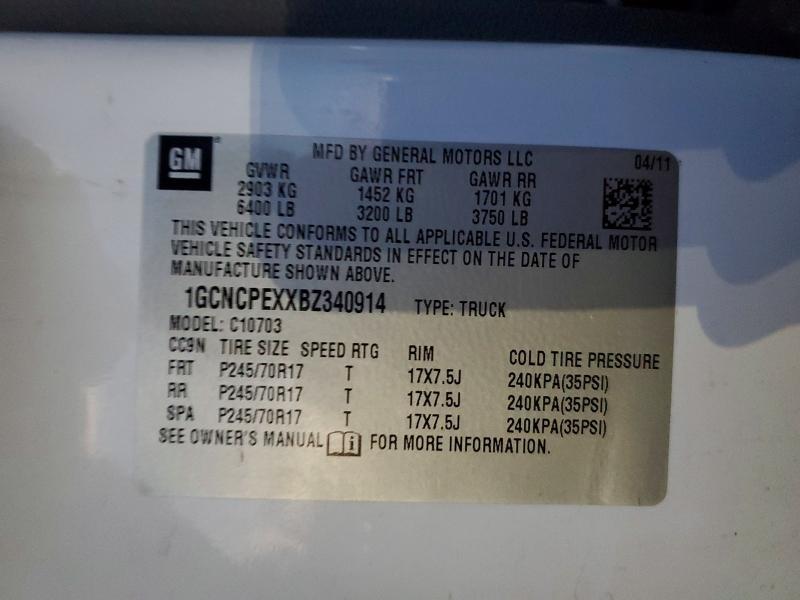 GM
MFD BY GENERAL MOTORS LLC 04/11
GVWR GAWR FRT GAWR RR
2903 KG 1452 KG 1701 KG
6400 LB 3200 LB 3750 LB
THIS VEHICLE CONFORMS TO ALL APPLICABLE U.S. FEDERAL MOTOR
VEHICLE SAFETY STANDARDS IN EFFECT ON THE DATE OF
MANUFACTURE SHOWN ABOVE.
1GCNCPEXXBZ340914 TYPE: TRUCK
MODEL: C10703
CC9N TIRE SIZE SPEED RTG RIM COLD TIRE PRESSURE
FRT P245/70R17 T 17X7.5J 240KPA(35PSI)
RR P245/70R17 T 17X7.5J 240KPA(35PSI)
SPA P245/70R17 T 17X7.5J 240KPA(35PSI)
SEE OWNER'S MANUAL i FOR MORE INFORMATION.